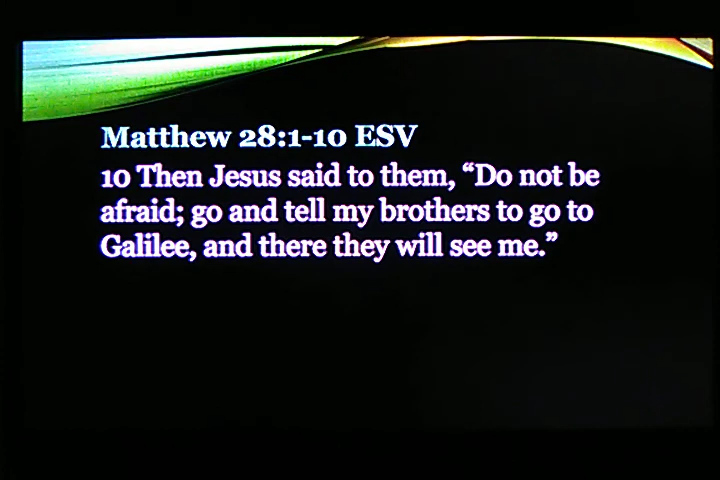 Matthew 28:1-10 ESV
10 Then Jesus said to them, “Do not be
afraid; go and tell my brothers to go to
Galilee, and there they will see me.”